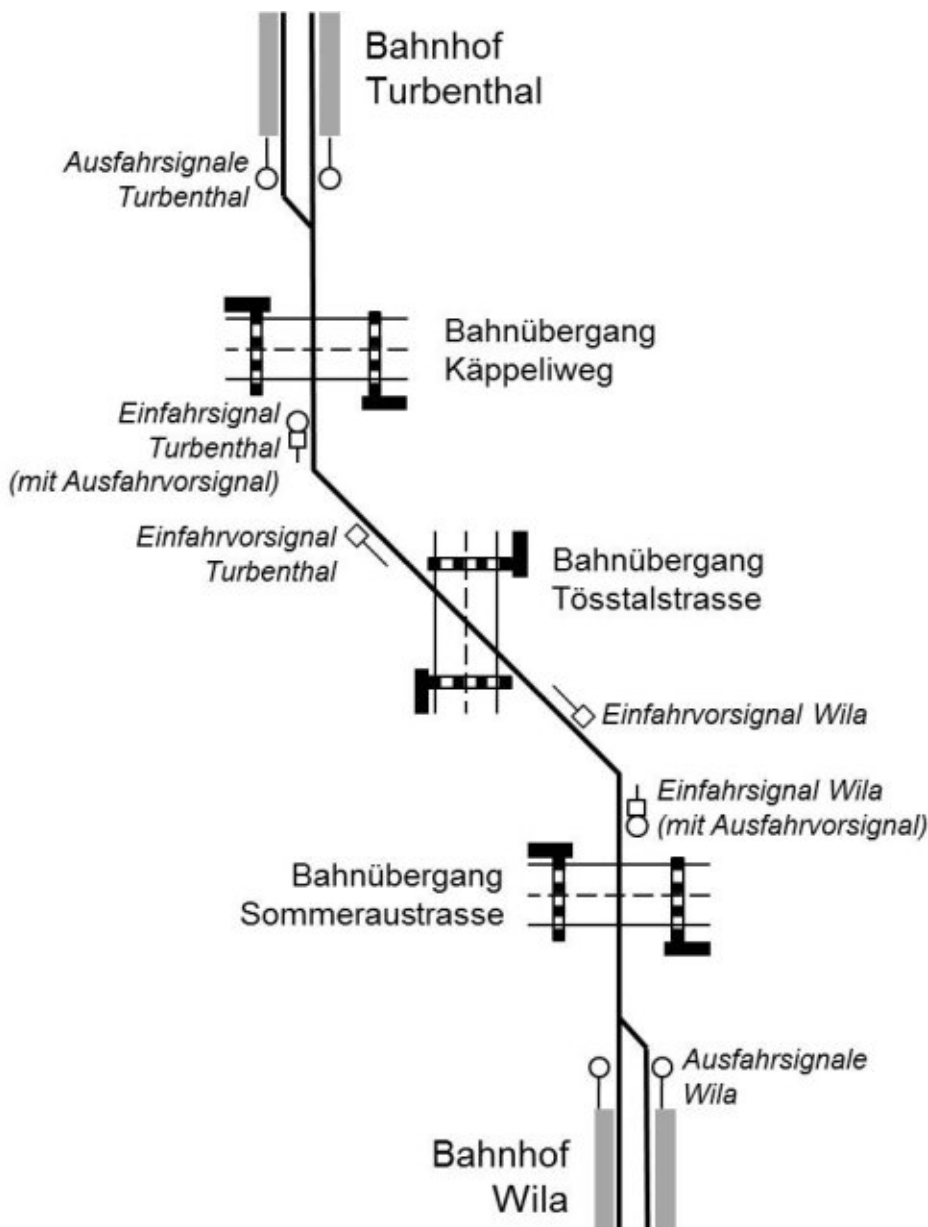 Bahnhof
Turbenthal
Ausfahrsignale
Turbenthal
Bahnübergang
Käppeliweg
Einfahrsignal
Turbenthal
(mit Ausfahrvorsignal)
Einfahrvorsignal
Turbenthal
Bahnübergang
Tösstalstrasse
Einfahrvorsignal Wila
Einfahrsignal Wila
(mit Ausfahrvorsignal)
Bahnübergang
Sommeraustrasse
Ausfahrsignale
Wila
Bahnhof
Wila